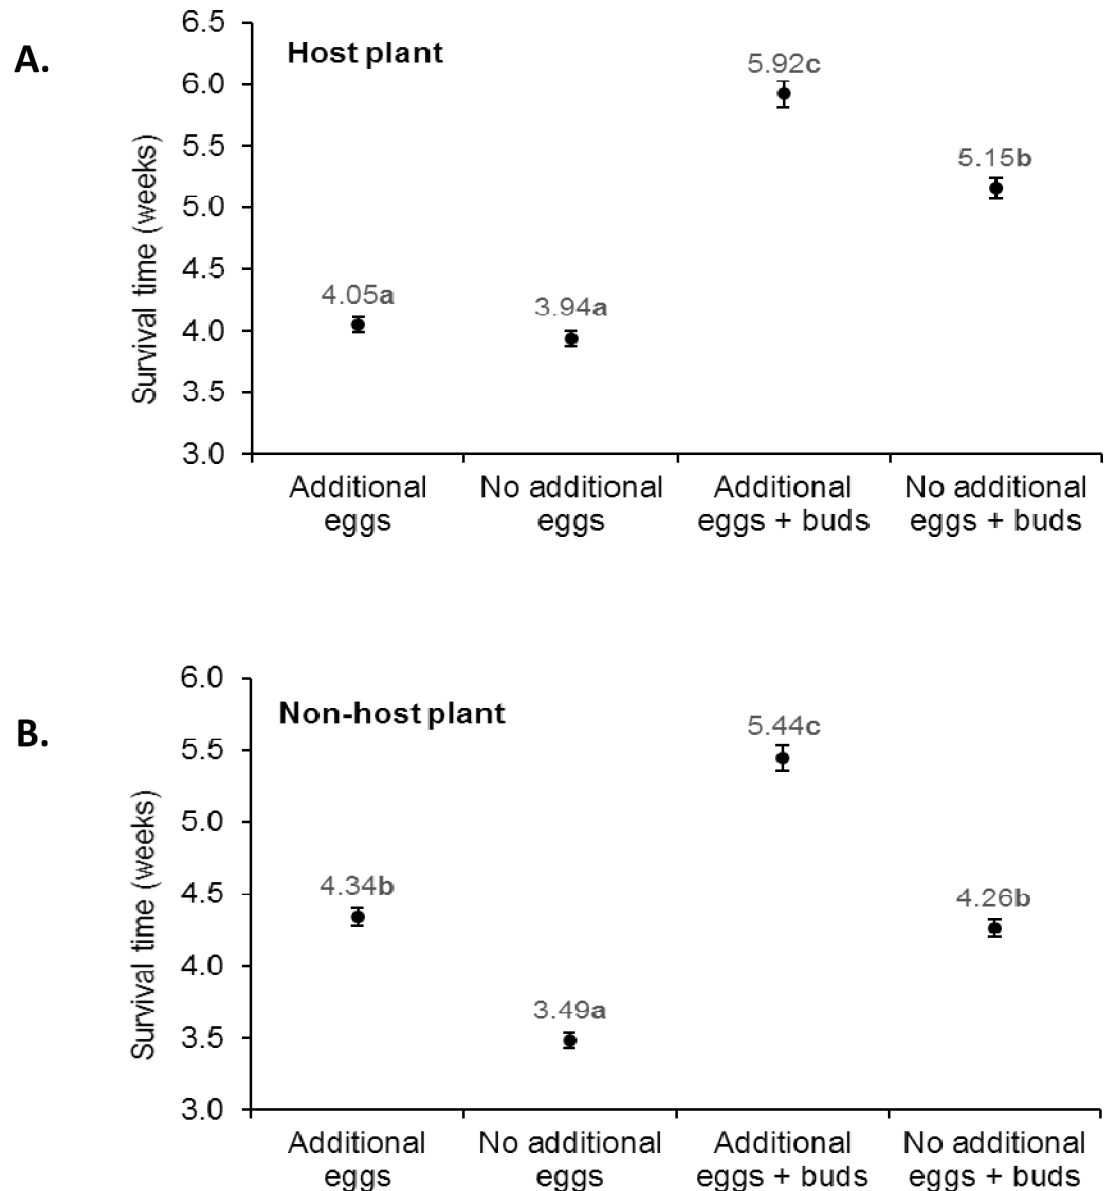 A.
Host plant
Survival time (weeks)
6.5
6.0
5.5
5.0
4.5
4.0
3.5
3.0
4.05a
3.94a
5.92c
5.15b
Additional
eggs
No additional
eggs
Additional
eggs + buds
No additional
eggs + buds
B.
Non-host plant
Survival time (weeks)
6.0
5.5
5.0
4.5
4.0
3.5
3.0
4.34b
3.49a
5.44c
4.26b
Additional
eggs
No additional
eggs
Additional
eggs + buds
No additional
eggs + buds